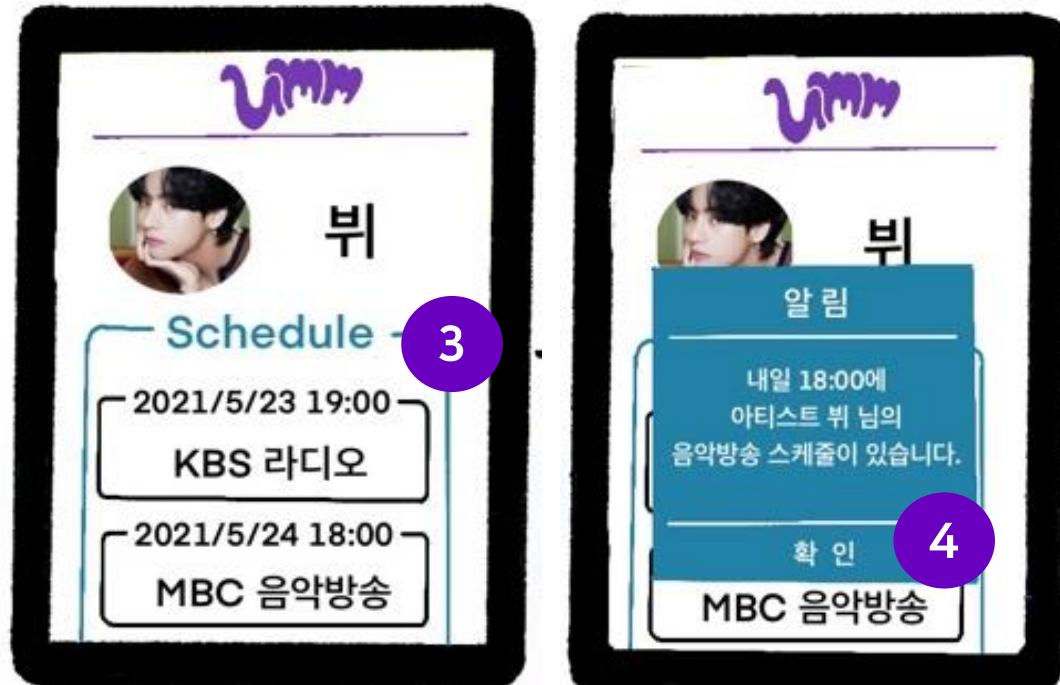 umm
뷔
Schedule
3
2021/5/23 19:00
KBS 라디오
2021/5/24 18:00
MBC 음악방송
umm
뷔
알 림
내일 18:00에
아티스트 뷔 님의
음악방송 스케줄이 있습니다.
확 인
4
MBC 음악방송